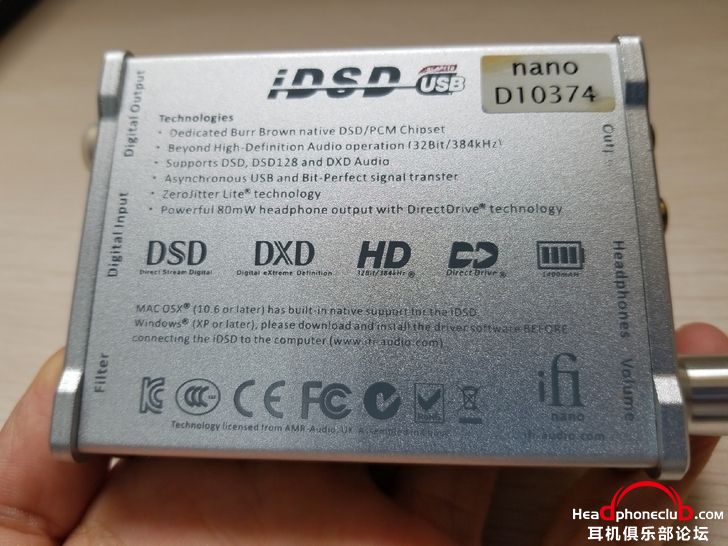 iDSD
USB
nano
D10374
Digital Output
Digital Input
Filter
Technologies
• Dedicated Burr Brown native DSD/PCM Chipset
• Beyond High-Definition Audio operation (32Bit/384kHz)
• Supports DSD, DSD128 and DXD Audio
• Asynchronous USB and Bit-Perfect signal transfer
• ZeroJitter Lite® technology
• Powerful 80mW headphone output with DirectDrive® technology
DSD
Direct Stream Digital
DXD
Digital eXtreme Definition
HD
32Bit/384kHz®
Direct Drive®
1400mAH
MAC OSX® (10.6 or later) has built-in native support for the iDSD.
Windows® (XP or later), please download and install the driver software BEFORE
connecting the iDSD to the computer (www.ifi-audio.com)
CCC
CE
FC
ifi
nano
ifi-audio.com
Technology licensed from AMR-Audio, UK. Assembled in
Headphones
Volume
Headphoneclub.com
耳机俱乐部论坛